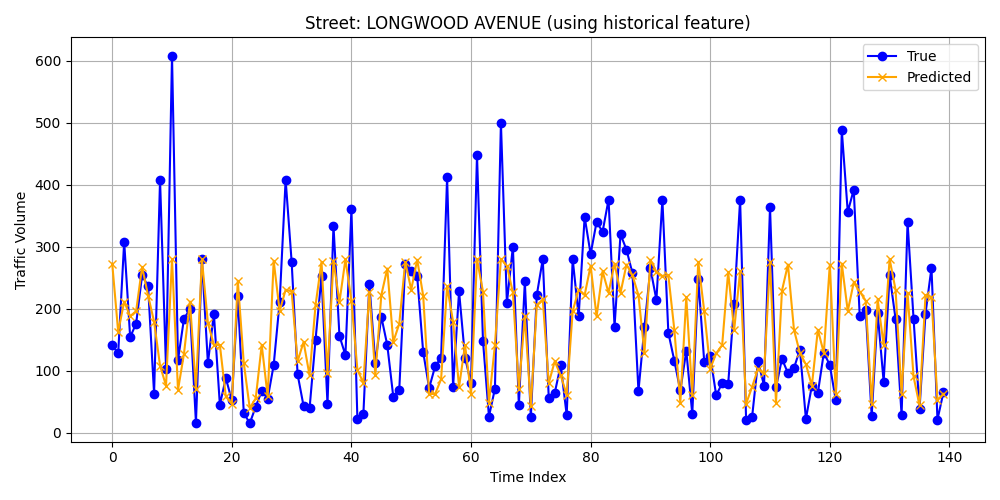 Street: LONGWOOD AVENUE (using historical feature)
True
Predicted
Traffic Volume
600
500
400
300
200
100
0
0 20 40 60 80 100 120 140
Time Index